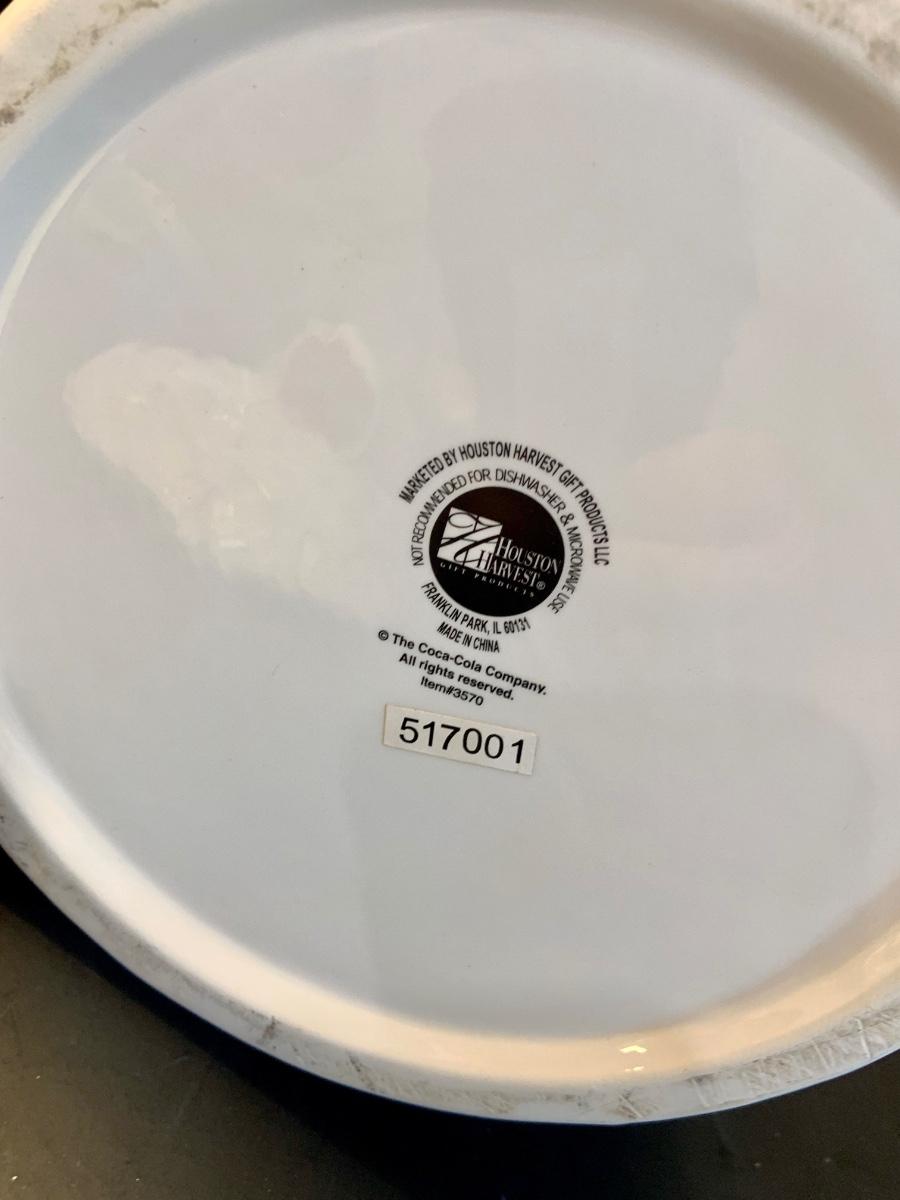 MARKETED BY HOUSTON HARVEST GIFT PRODUCTS LLC
NOT RECOMMENDED FOR DISHWASHER & MICROWAVE USE
HOUSTON
HARVEST®
GIFT PRODUCTS
FRANKLIN PARK, IL 60131
MADE IN CHINA
© The Coca-Cola Company.
All rights reserved.
Item#3570
517001